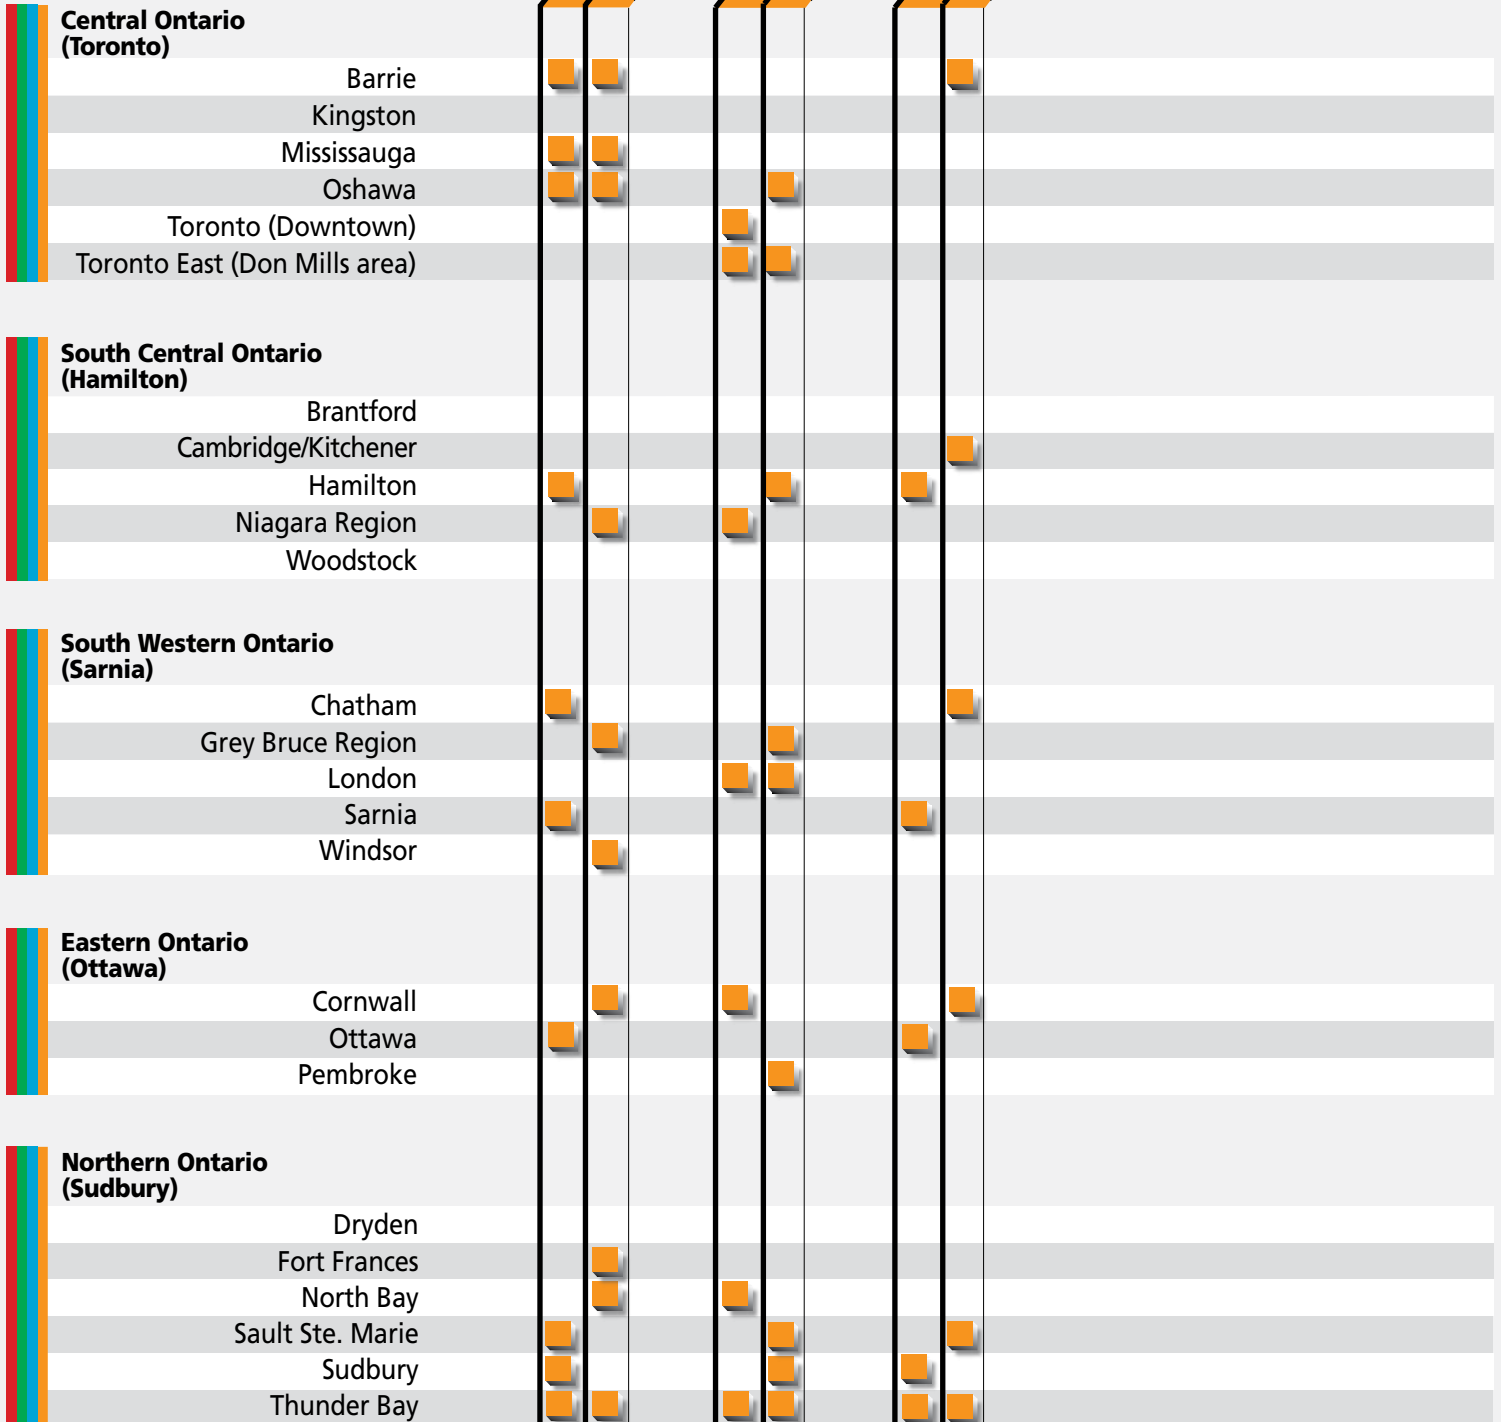 Central Ontario
(Toronto)
Barrie
Kingston
Mississauga
Oshawa
Toronto (Downtown)
Toronto East (Don Mills area)
South Central Ontario
(Hamilton)
Brantford
Cambridge/Kitchener
Hamilton
Niagara Region
Woodstock
South Western Ontario
(Sarnia)
Chatham
Grey Bruce Region
London
Sarnia
Windsor
Eastern Ontario
(Ottawa)
Cornwall
Ottawa
Pembroke
Northern Ontario
(Sudbury)
Dryden
Fort Frances
North Bay
Sault Ste. Marie
Sudbury
Thunder Bay